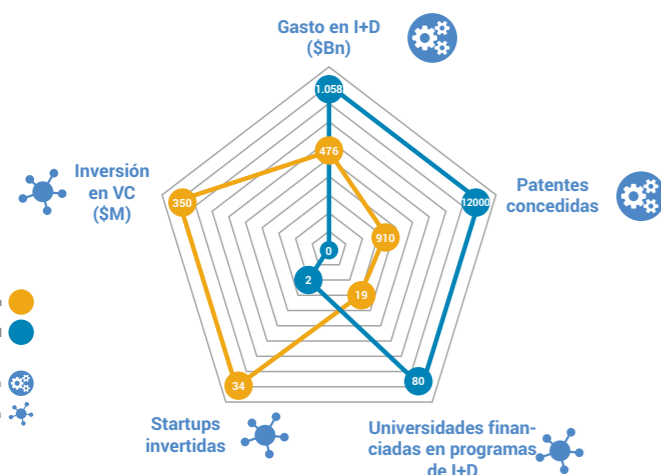 Gasto en I+D
($Bn)
1.058
Inversión
en VC
($M)
476
Patentes
concedidas
350
12000
910
0
2
19
34
80
Startups
invertidas
Universidades finan-
ciadas en programas
de I+D